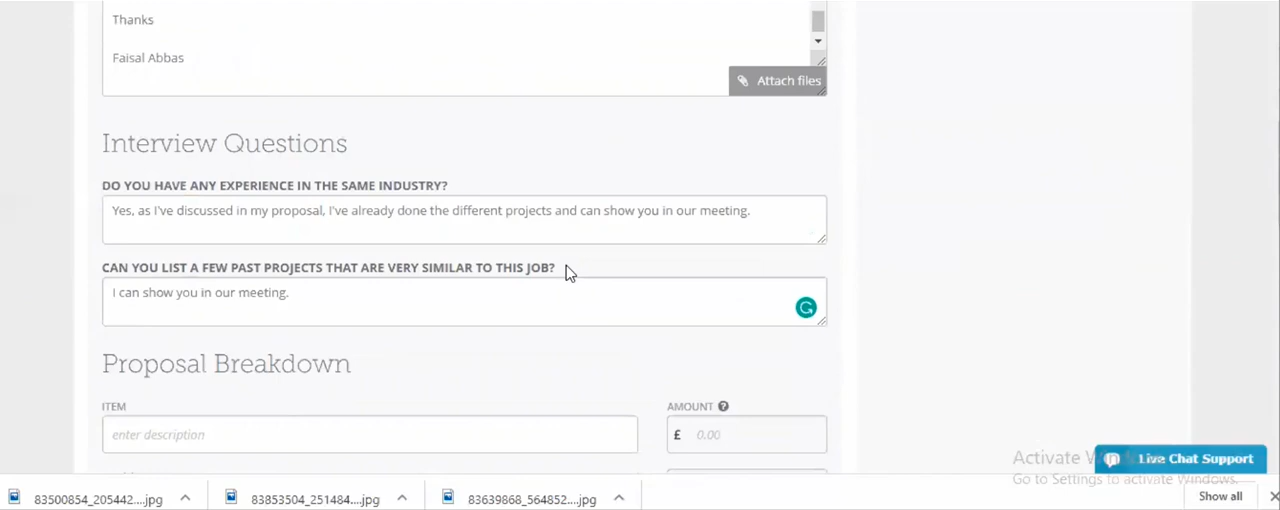 Thanks
Faisal Abbas
Attach files
Interview Questions
DO YOU HAVE ANY EXPERIENCE IN THE SAME INDUSTRY?
Yes, as I've discussed in my proposal, I've already done the different projects and can show you in our meeting.
CAN YOU LIST A FEW PAST PROJECTS THAT ARE VERY SIMILAR TO THIS JOB?
I can show you in our meeting.
Proposal Breakdown
ITEM
AMOUNT
enter description
£ 0.00
Activate
Live Chat Support
Go to Settings to activate Windows.
83500854_205442....jpg
83853504_251484....jpg
83639868_564852....jpg
Show all